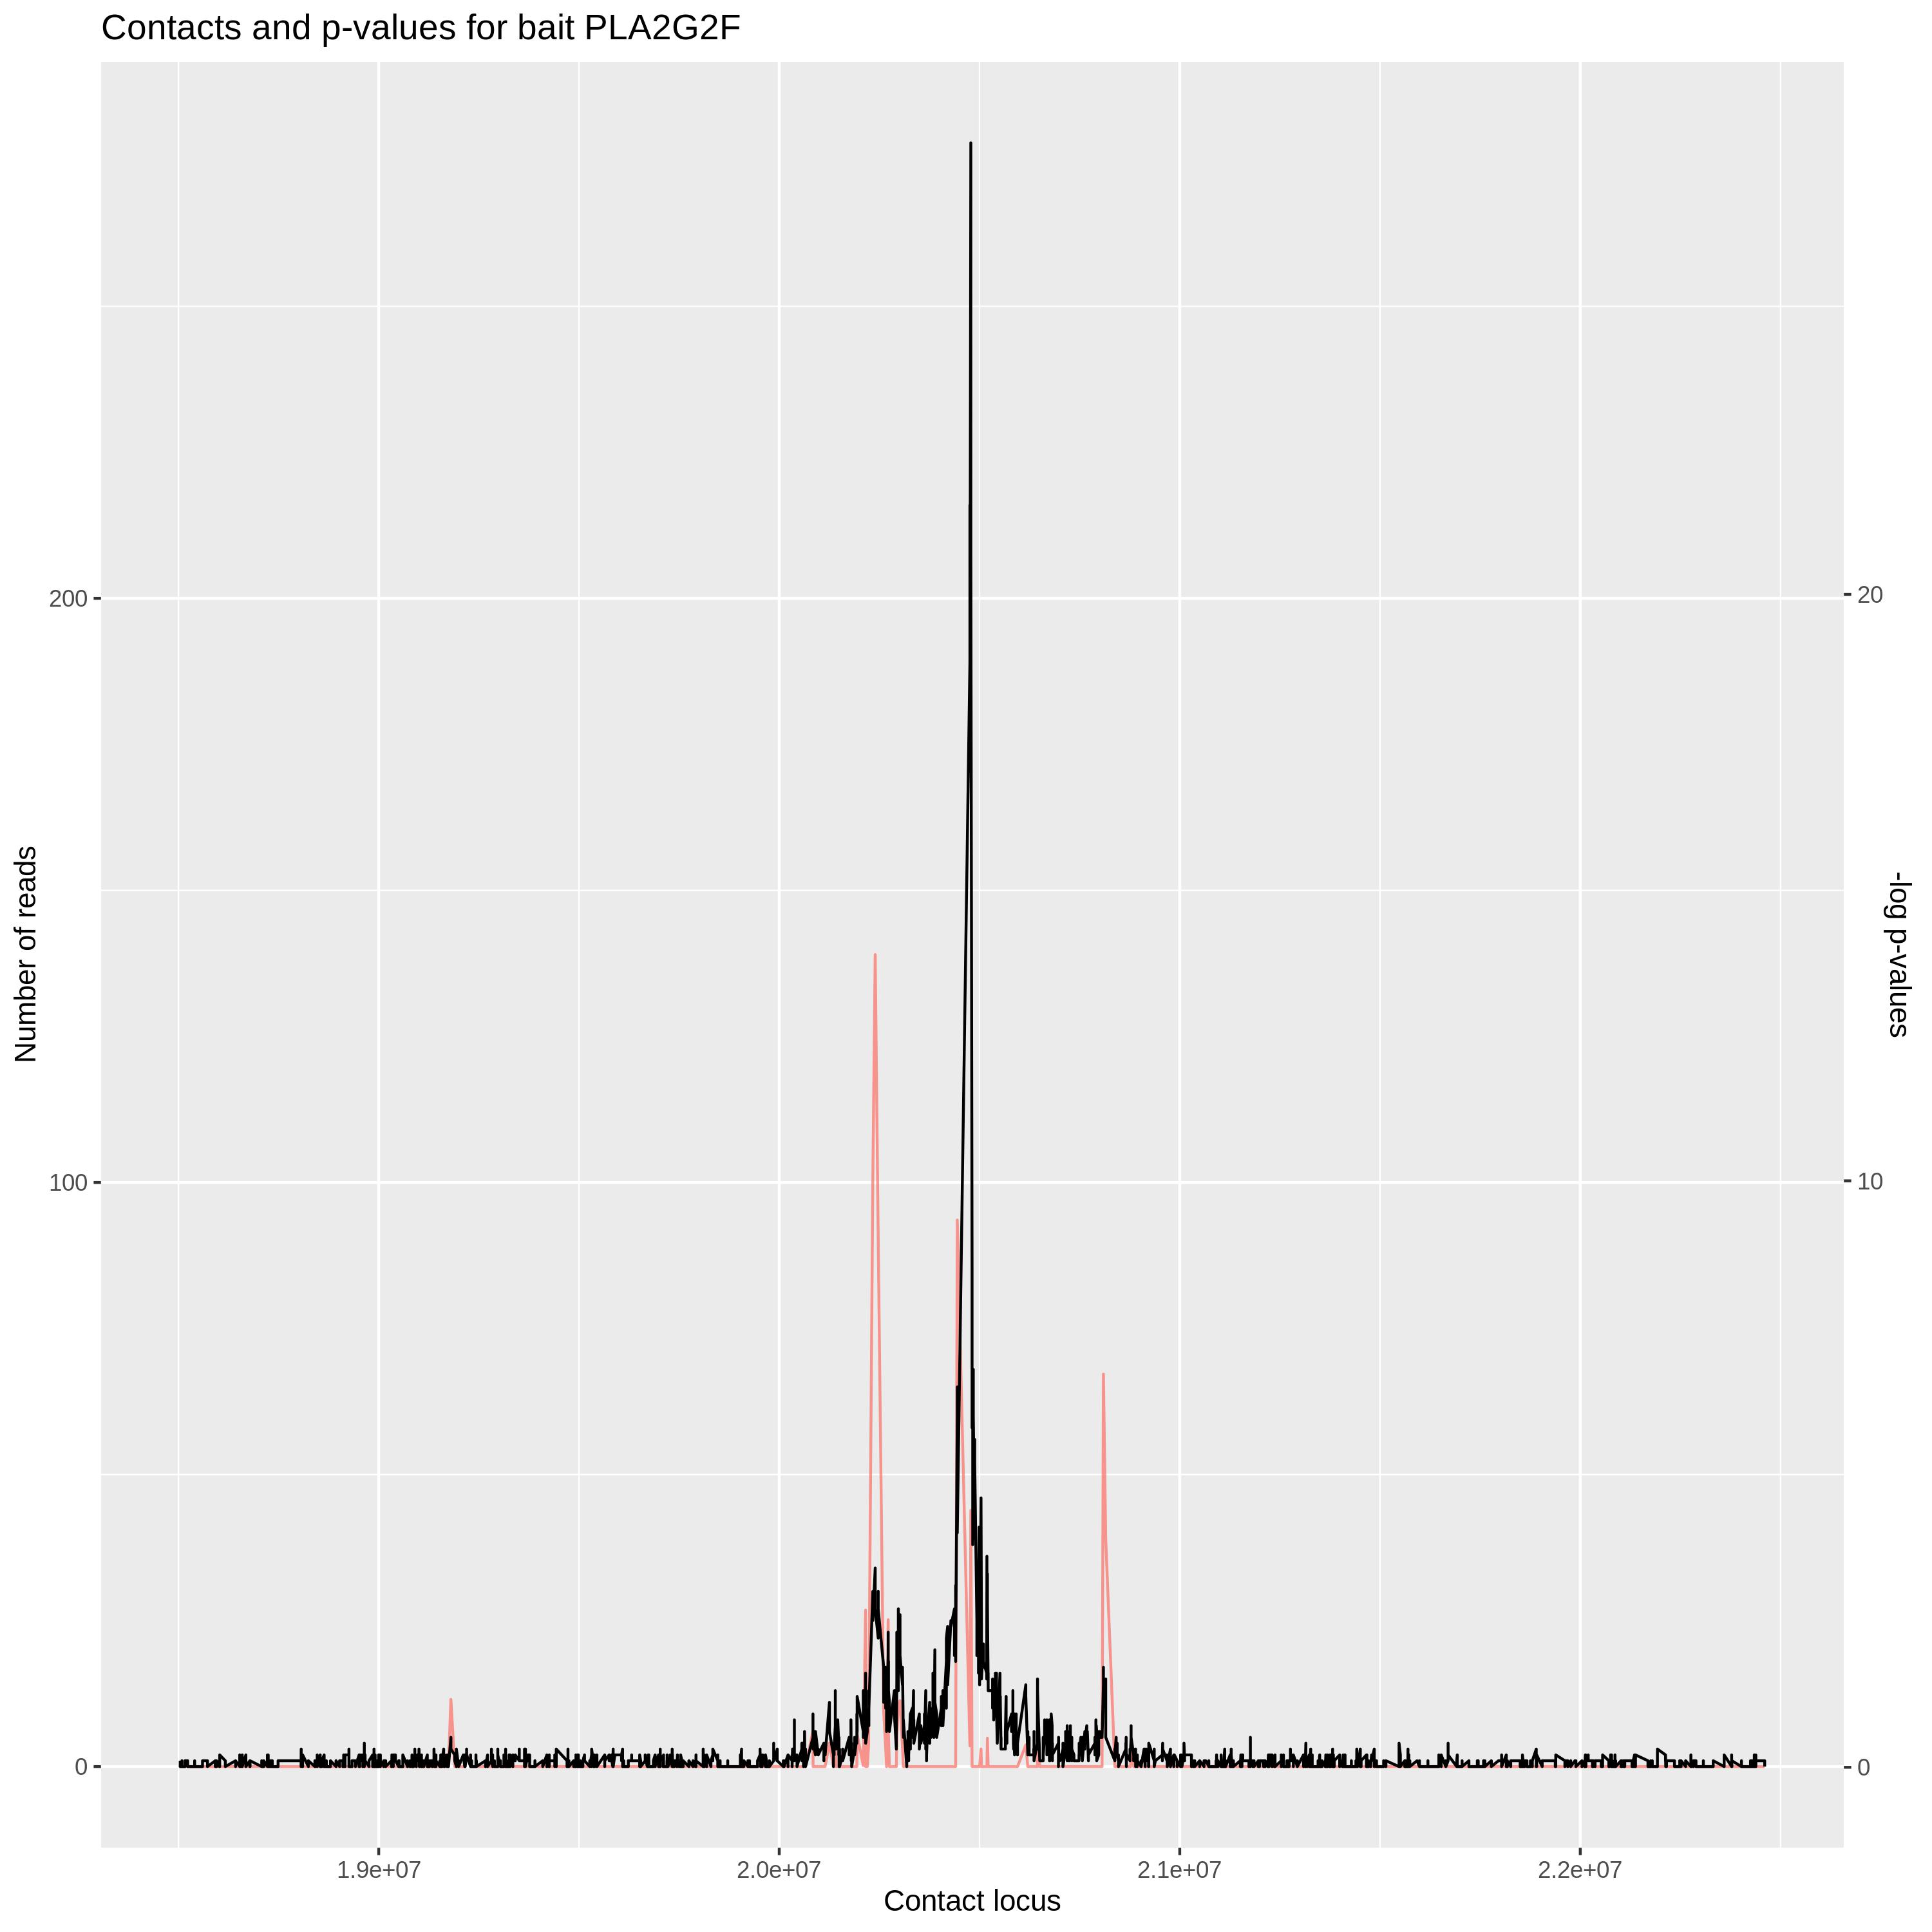 Contacts and p-values for bait PLA2G2F
Number of reads
200
100
0
20
10
0
-log p-values
1.9e+07
2.0e+07
2.1e+07
2.2e+07
Contact locus